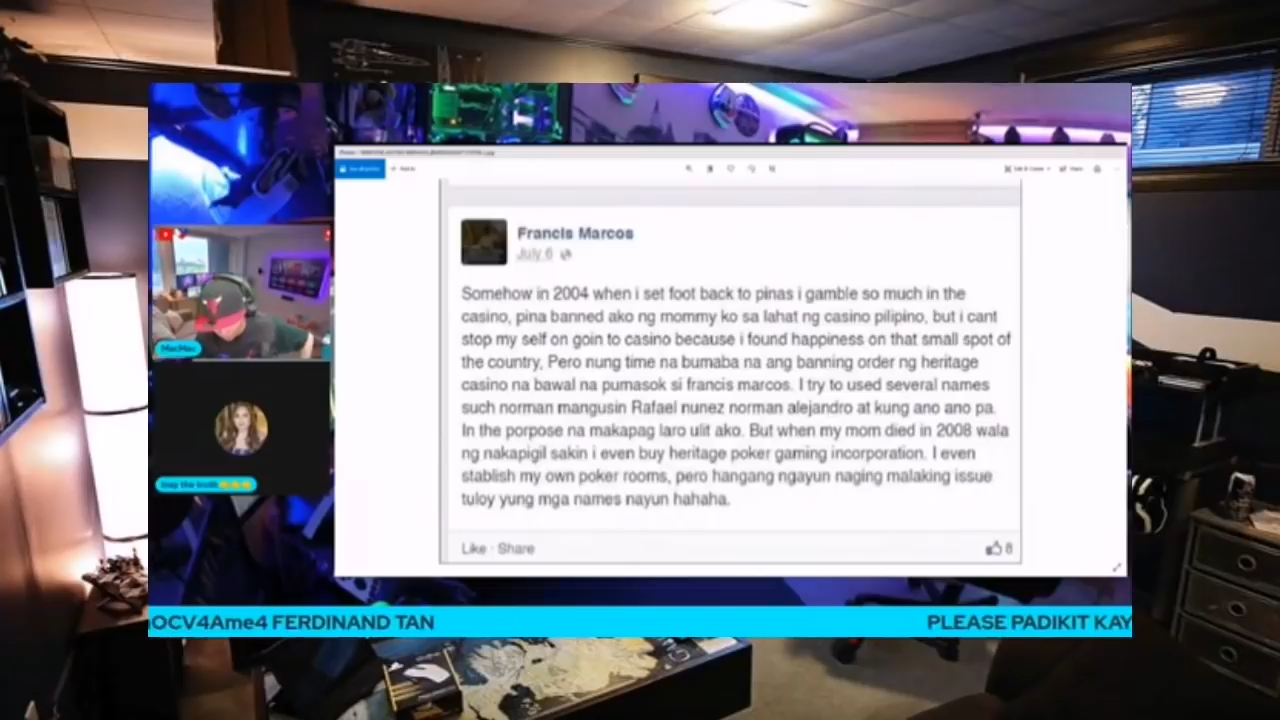 Francis Marcos
July 6
Somehow in 2004 when i set foot back to pinas i gamble so much in the
casino, pina banned ako ng mommy ko sa lahat ng casino pilipino, but i cant
stop my self on goin to casino because i found happiness on that small spot of
the country, Pero nung time na bumaba na ang banning order ng heritage
casino na bawal na pumasok si francis marcos. I try to used several names
such norman mangusin Rafael nunez norman alejandro at kung ano ano pa.
In the porpose na makapag laro ulit ako. But when my mom died in 2008 wala
ng nakapigil sakin i even buy heritage poker gaming incorporation. I even
stablish my own poker rooms, pero hangang ngayun naging malaking issue
tuloy yung mga names nayun hahaha.
Like · Share
8
MacMac
OCV4Ame4 FERDINAND TAN
PLEASE PADIKIT KAY